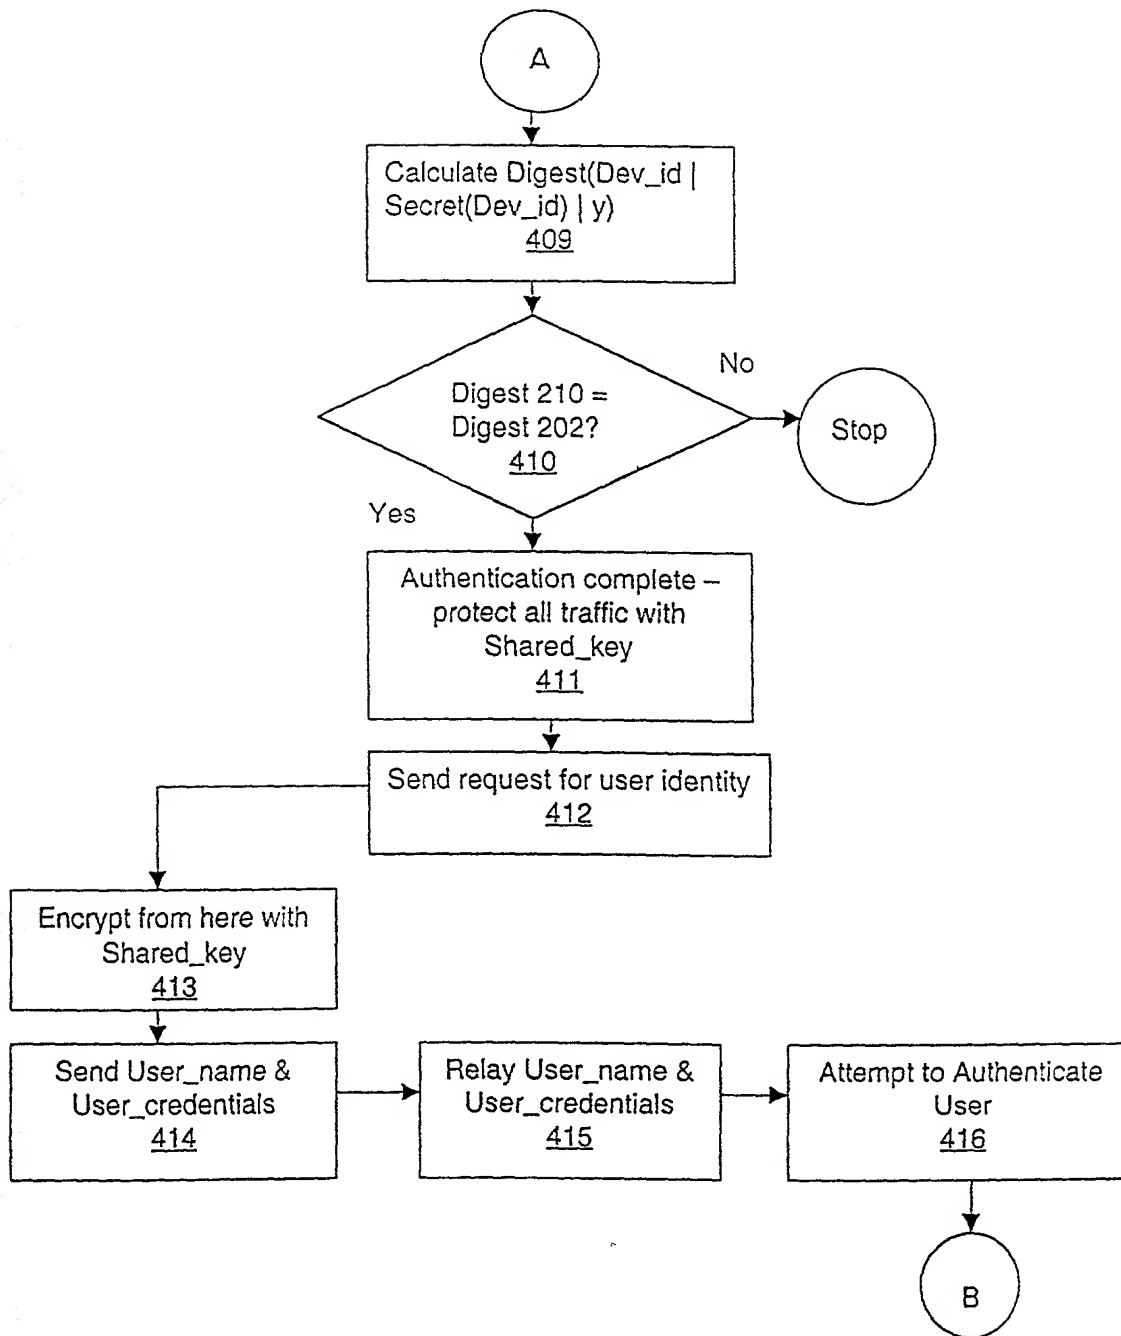 A
Calculate Digest(Dev_id |
Secret(Dev_id) | y)
409
No
Digest 210 =
Digest 202?
410
Stop
Yes
Authentication complete –
protect all traffic with
Shared_key
411
Send request for user identity
412
Encrypt from here with
Shared_key
413
Send User_name &
User_credentials
414
Relay User_name &
User_credentials
415
Attempt to Authenticate
User
416
B